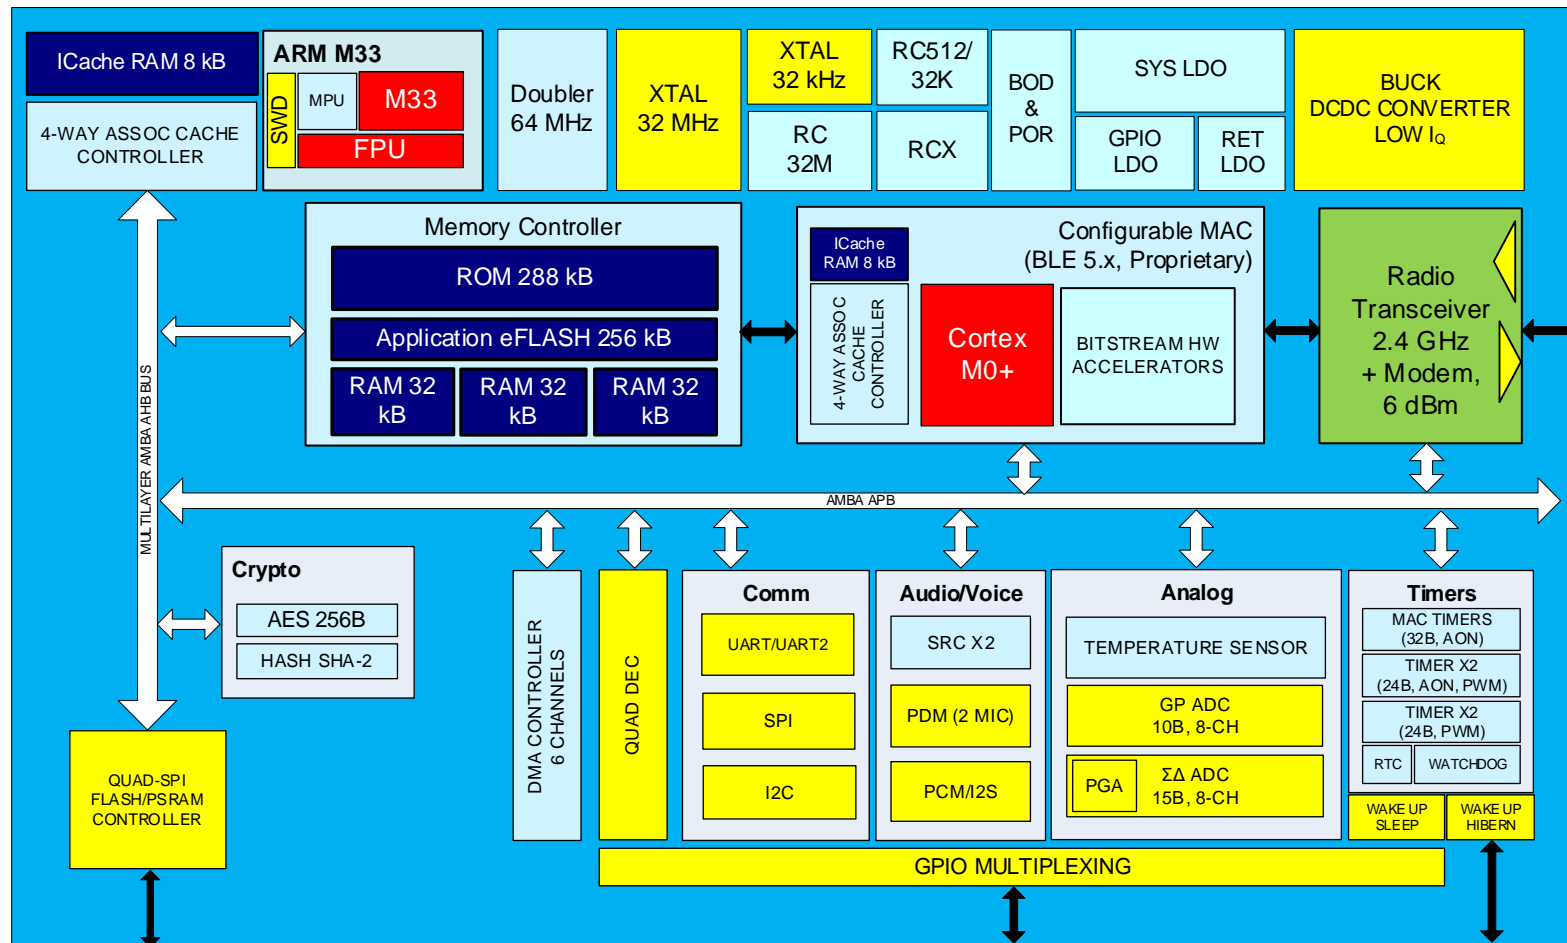 ICache RAM 8 kB
4-WAY ASSOC CACHE
CONTROLLER
ARM M33
SWD
MPU
M33
FPU
Doubler
64 MHz
XTAL
32 MHz
XTAL
32 kHz
RC
32M
RC512/
32K
RCX
BOD
&
POR
SYS LDO
GPIO
LDO
RET
LDO
BUCK
DCDC CONVERTER
LOW IQ
Memory Controller
ROM 288 kB
Application eFLASH 256 kB
RAM 32
kB
RAM 32
kB
RAM 32
kB
Configurable MAC
(BLE 5.x, Proprietary)
ICache
RAM 8 kB
4-WAY ASSOC
CACHE
CONTROLLER
Cortex
M0+
BITSTREAM HW
ACCELERATORS
Radio
Transceiver
2.4 GHz
+ Modem,
6 dBm
MULTILAYER AMBA AHB BUS
AMBA APB
Crypto
AES 256B
HASH SHA-2
QUAD-SPI
FLASH/PSRAM
CONTROLLER
DMA CONTROLLER
6 CHANNELS
QUAD DEC
Comm
UART/UART2
SPI
I2C
Audio/Voice
SRC X2
PDM (2 MIC)
PCM/I2S
Analog
TEMPERATURE SENSOR
GP ADC
10B, 8-CH
PGA
ΣΔ ADC
15B, 8-CH
Timers
MAC TIMERS
(32B, AON)
TIMER X2
(24B, AON, PWM)
TIMER X2
(24B, PWM)
RTC
WATCHDOG
WAKE UP
SLEEP
WAKE UP
HIBERN
GPIO MULTIPLEXING